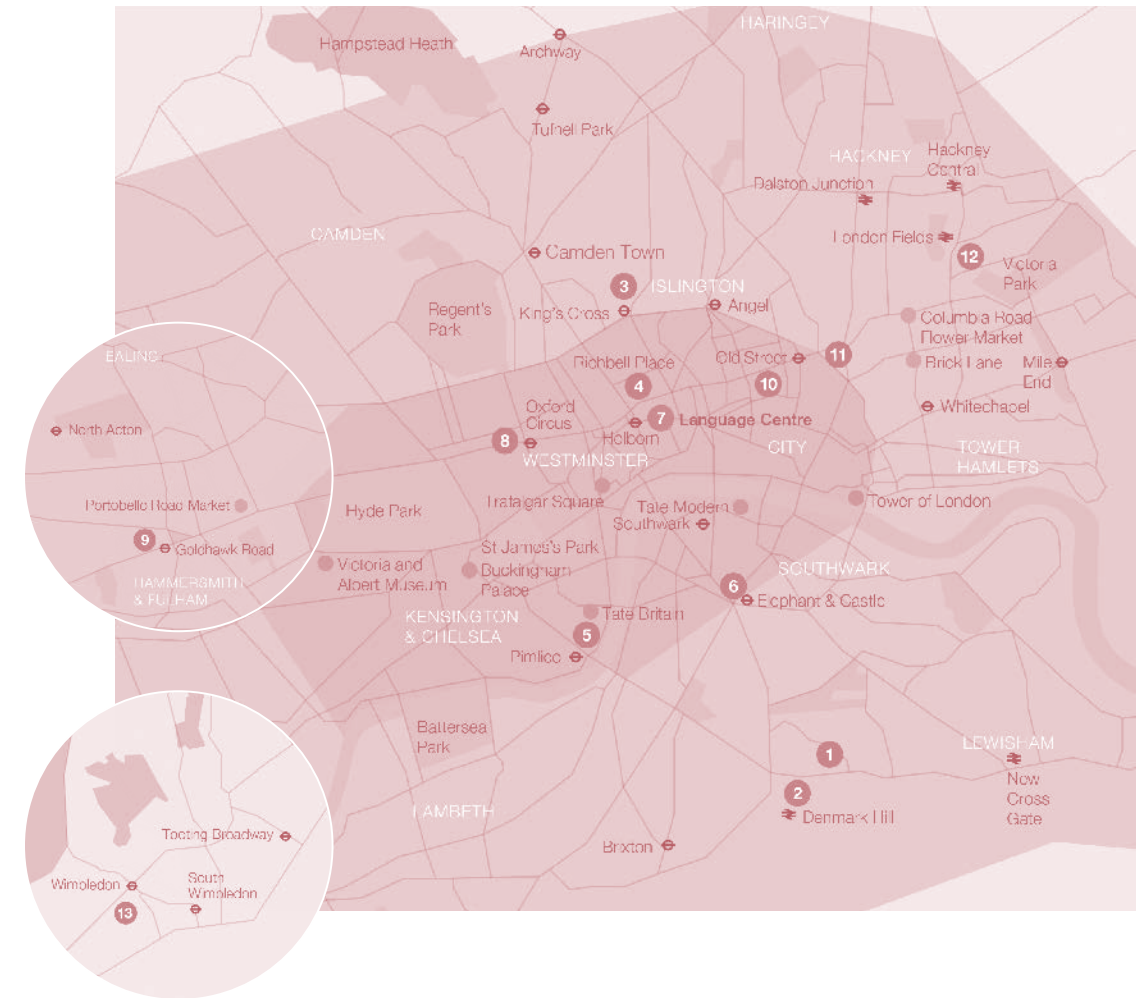 HARINGEY
Hampstead Heath
Archway
Tufnell Park
HACKNEY
Hackney
Central
Dalston Junction
CAMDEN
London Fields
Camden Town
12
Victoria
Park
3
ISLINGTON
Regent's
Park
King's Cross
Angel
Columbia Road
Flower Market
EALING
Richbell Place
Old Street
11
Brick Lane
Mile
End
4
10
Oxford
Circus
7
Language Centre
Whitechapel
North Acton
8
Holborn
CITY
TOWER
HAMLETS
WESTMINSTER
Portobello Road Market
Hyde Park
Trafalgar Square
Tate Modern
Southwark
Tower of London
9
Goldhawk Road
St James's Park
Victoria and
Albert Museum
Buckingham
Palace
SOUTHWARK
HAMMERSMITH
& FULHAM
6
Elephant & Castle
KENSINGTON
& CHELSEA
Tate Britain
5
Pimlico
Battersea
Park
LEWISHAM
1
New
Cross
Gate
2
LAMBETH
Denmark Hill
Tooting Broadway
Brixton
Wimbledon
South
Wimbledon
13